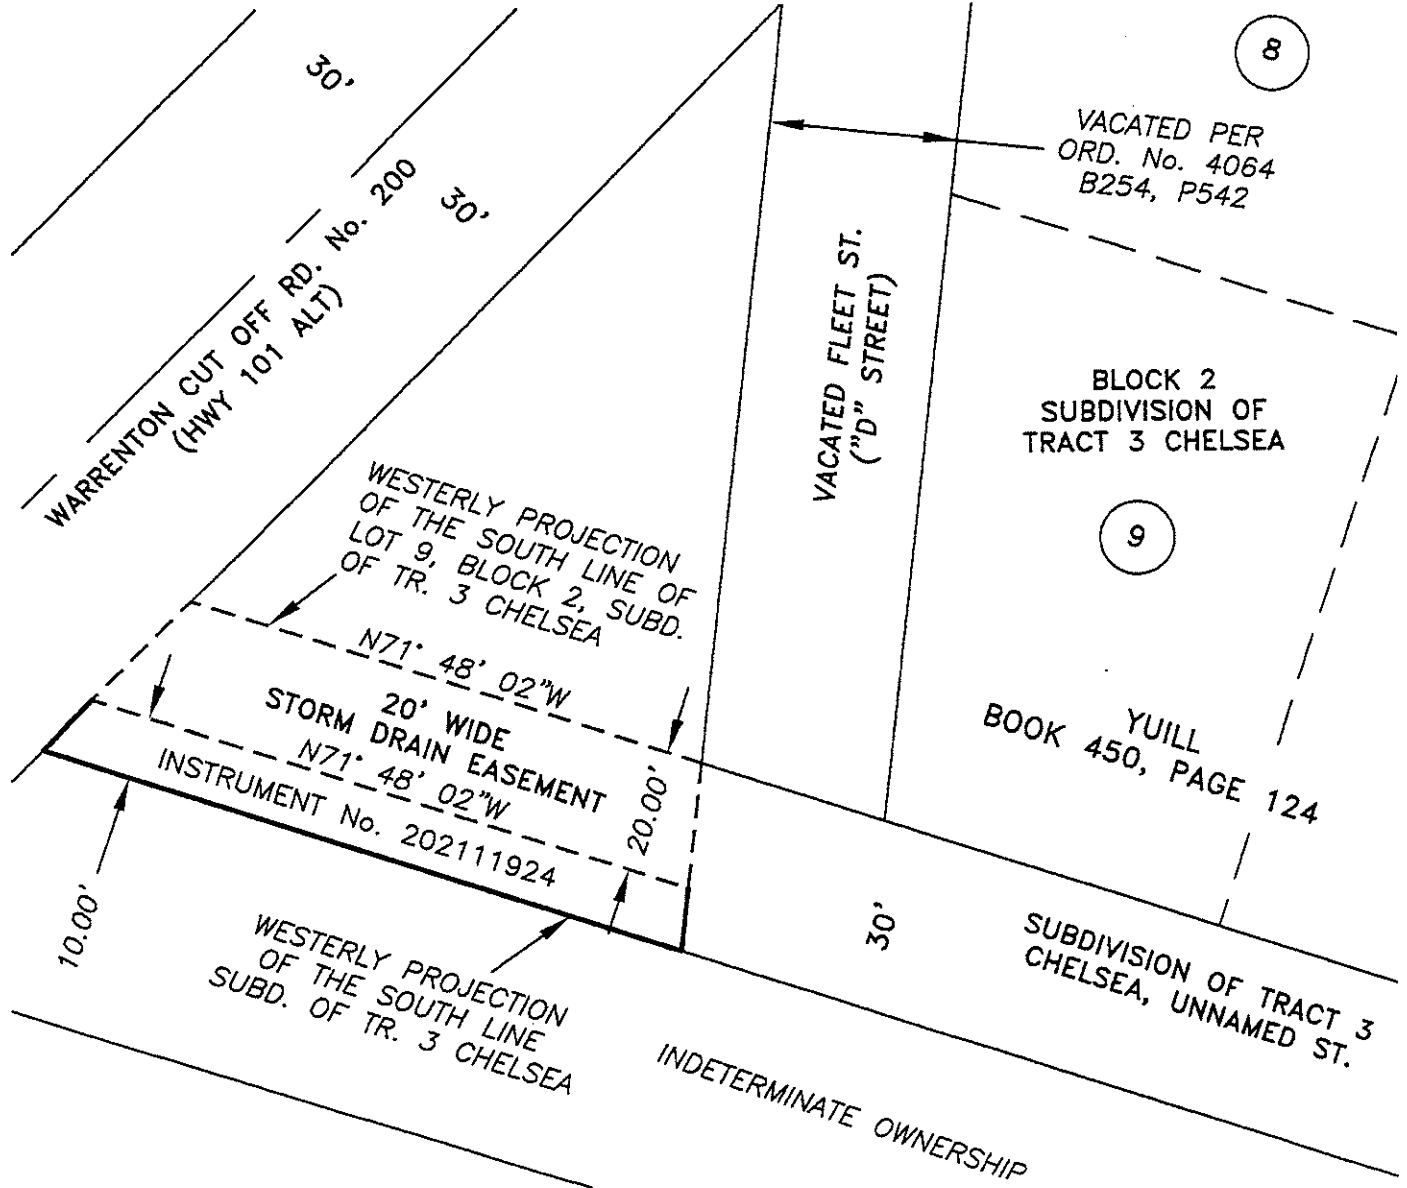 30'
8
VACATED PER
ORD. No. 4064
B254, P542
30'
WARRENTON CUT OFF RD. No. 200
(HWY 101 ALT)
VACATED FLEET ST.
("D" STREET)
BLOCK 2
SUBDIVISION OF
TRACT 3 CHELSEA
9
WESTERLY PROJECTION
OF THE SOUTH LINE OF
LOT 9, BLOCK 2, SUBD.
OF TR. 3 CHELSEA
N71° 48' 02"W
20' WIDE
STORM DRAIN EASEMENT
N71° 48' 02"W
INSTRUMENT No. 202111924
20.00'
YUILL
BOOK 450, PAGE 124
10.00'
WESTERLY PROJECTION
OF THE SOUTH LINE
SUBD. OF TR. 3 CHELSEA
30'
SUBDIVISION OF TRACT 3
CHELSEA, UNNAMED ST.
INDETERMINATE OWNERSHIP